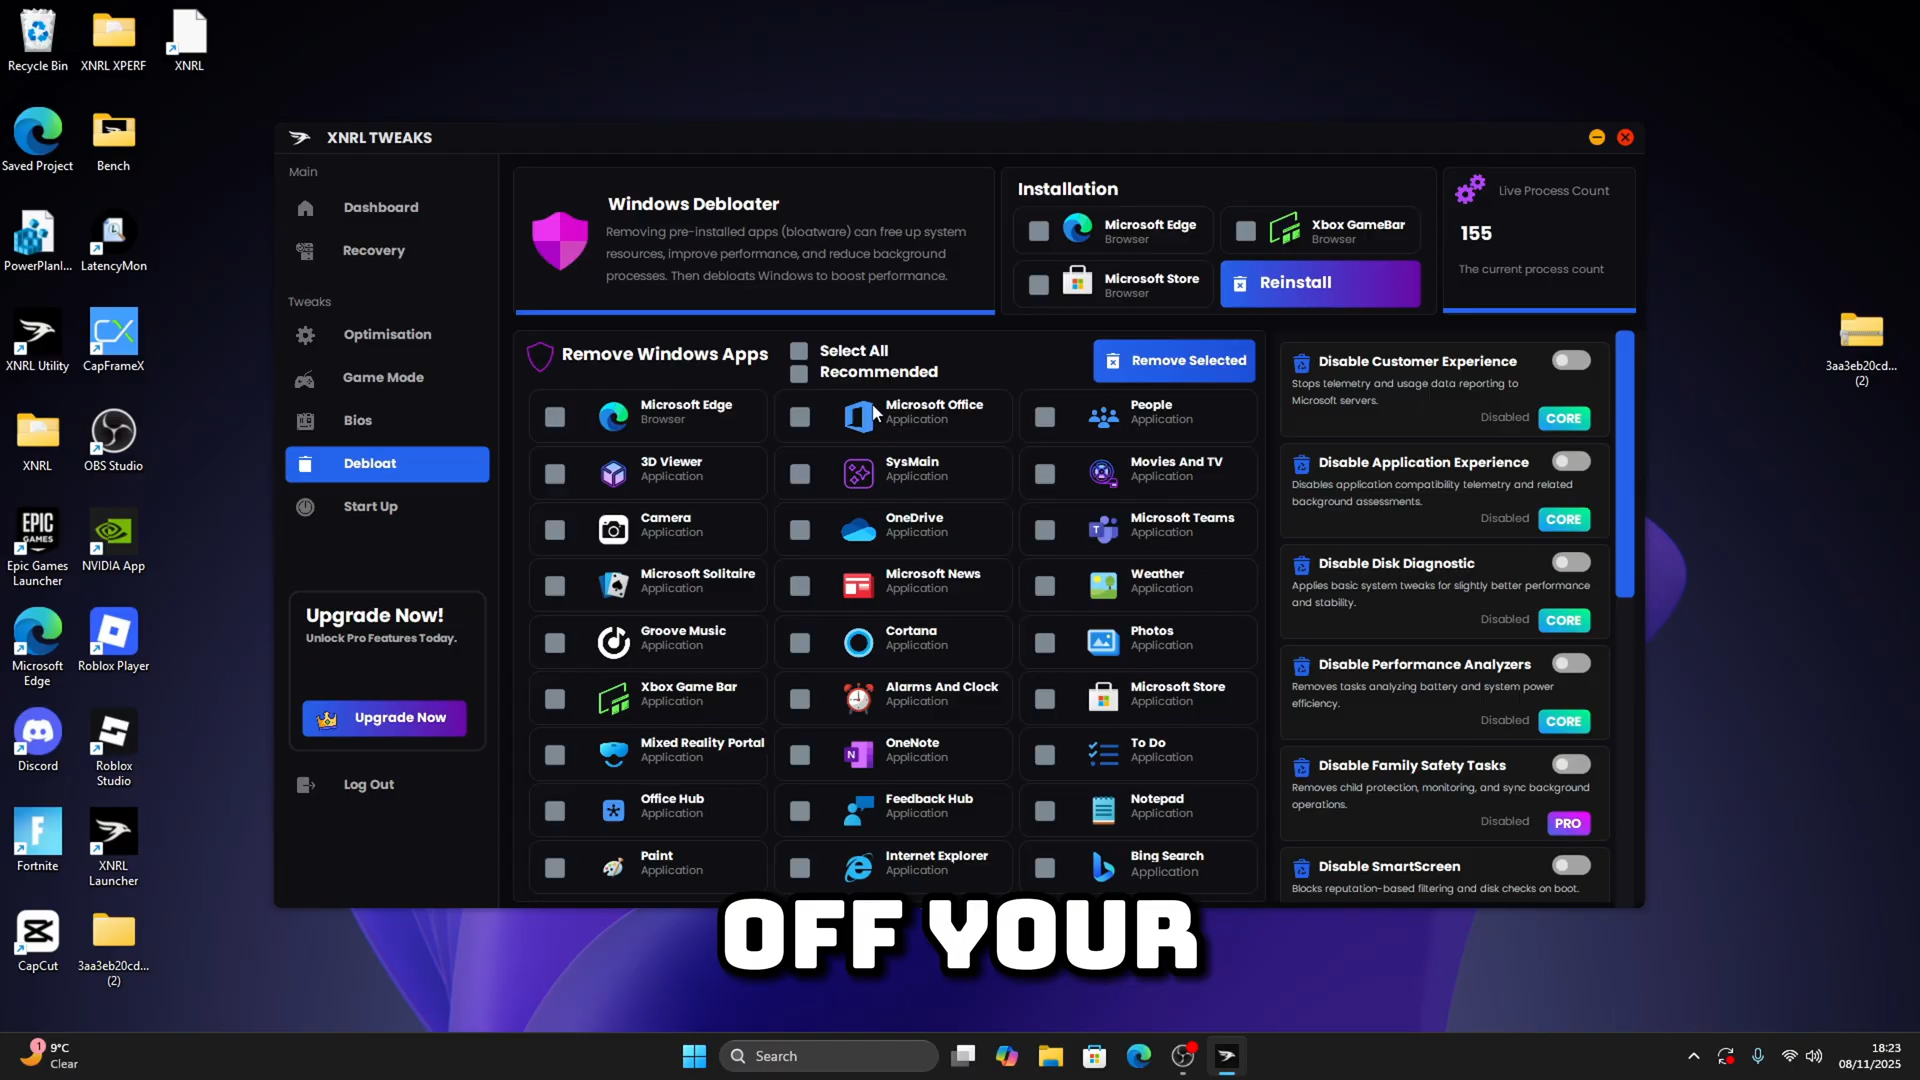 Recycle Bin
XNRL XPERF
XNRL
Saved Project
Bench
PowerPlanI...
LatencyMon
XNRL Utility
CapFrameX
XNRL
OBS Studio
Epic Games
Launcher
NVIDIA App
Microsoft
Edge
Roblox Player
Discord
Roblox
Studio
Fortnite
XNRL
Launcher
CapCut
3aa3eb20cd...
(2)
3aa3eb20cd...
(2)
XNRL TWEAKS
Main
Dashboard
Recovery
Tweaks
Optimisation
Game Mode
Bios
Debloat
Start Up
Upgrade Now!
Unlock Pro Features Today.
Upgrade Now
Log Out
Windows Debloater
Removing pre-installed apps (bloatware) can free up system
resources, improve performance, and reduce background
processes. Then debloats Windows to boost performance.
Installation
Microsoft Edge
Browser
Xbox GameBar
Browser
Microsoft Store
Browser
Reinstall
Live Process Count
155
The current process count
Remove Windows Apps
Select All
Recommended
Remove Selected
Microsoft Edge
Browser
Microsoft Office
Application
People
Application
3D Viewer
Application
SysMain
Application
Movies And TV
Application
Camera
Application
OneDrive
Application
Microsoft Teams
Application
Microsoft Solitaire
Application
Microsoft News
Application
Weather
Application
Groove Music
Application
Cortana
Application
Photos
Application
Xbox Game Bar
Application
Alarms And Clock
Application
Microsoft Store
Application
Mixed Reality Portal
Application
OneNote
Application
To Do
Application
Office Hub
Application
Feedback Hub
Application
Notepad
Application
Paint
Application
Internet Explorer
Application
Bing Search
Application
Disable Customer Experience
Stops telemetry and usage data reporting to
Microsoft servers.
Disabled CORE
Disable Application Experience
Disables application compatibility telemetry and related
background assessments.
Disabled CORE
Disable Disk Diagnostic
Applies basic system tweaks for slightly better performance
and stability.
Disabled CORE
Disable Performance Analyzers
Removes tasks analyzing battery and system power
efficiency.
Disabled CORE
Disable Family Safety Tasks
Removes child protection, monitoring, and sync background
operations.
Disabled PRO
Disable SmartScreen
Blocks reputation-based filtering and disk checks on boot.
OFF YOUR
1
9°C
Clear
Search
18:23
08/11/2025